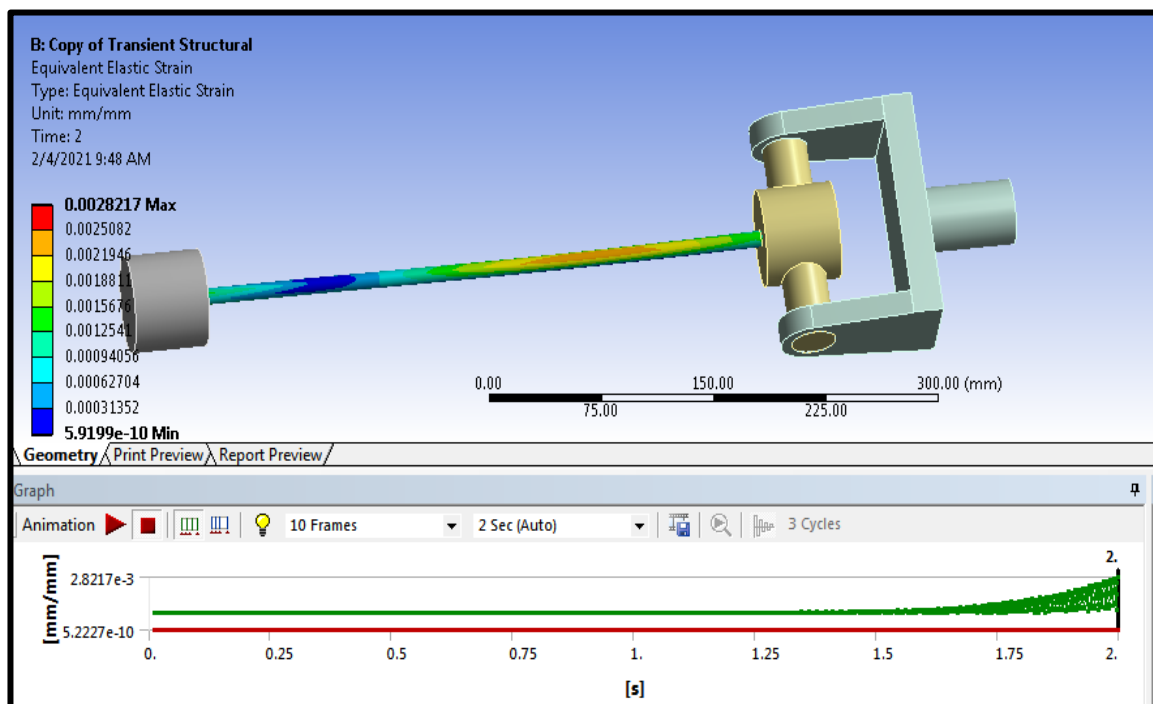 B: Copy of Transient Structural
Equivalent Elastic Strain
Type: Equivalent Elastic Strain
Unit: mm/mm
Time: 2
2/4/2021 9:48 AM
0.0028217 Max
0.0025082
0.0021946
0.0018811
0.0015676
0.0012541
0.00094056
0.00062704
0.00031352
5.9199e-10 Min
0.00 150.00 300.00 (mm)
75.00 225.00
Geometry Print Preview Report Preview
Graph
Animation 10 Frames 2 Sec (Auto) 3 Cycles
2.
[mm/mm]
2.8217e-3
5.2227e-10
0. 0.25 0.5 0.75 1. 1.25 1.5 1.75 2.
[s]